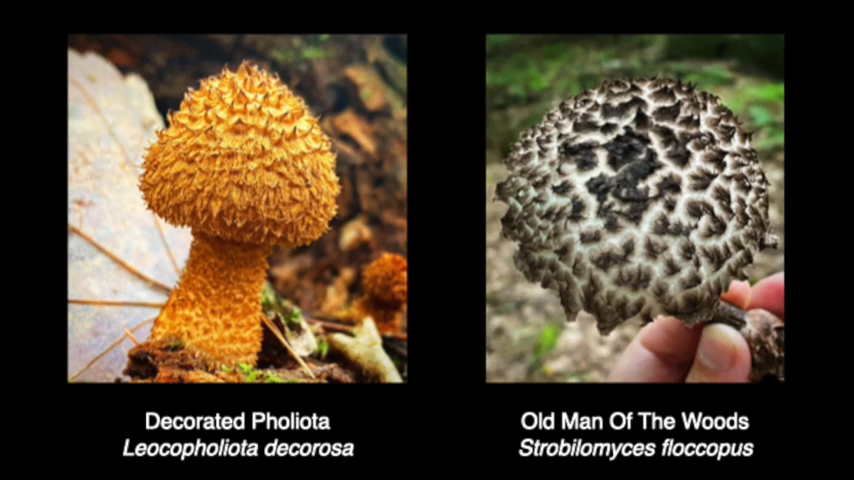 Decorated Pholiota
Leocopholiota decorosa
Old Man Of The Woods
Strobilomyces floccopus